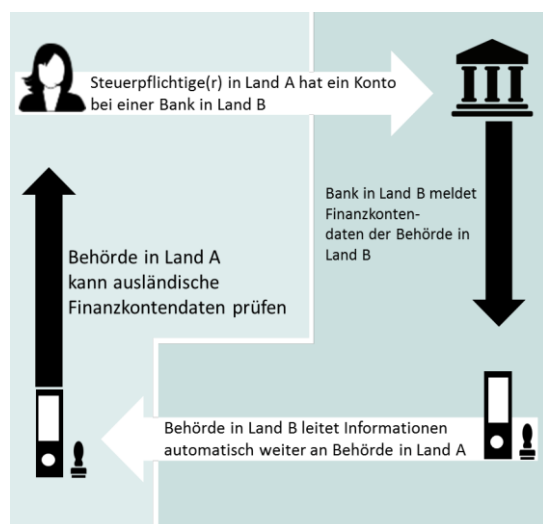 Steuerpflichtige(r) in Land A hat ein Konto
bei einer Bank in Land B
Bank in Land B meldet
Finanzkonten-
daten der Behörde in
Land B
Behörde in Land A
kann ausländische
Finanzkontendaten prüfen
Behörde in Land B leitet Informationen
automatisch weiter an Behörde in Land A